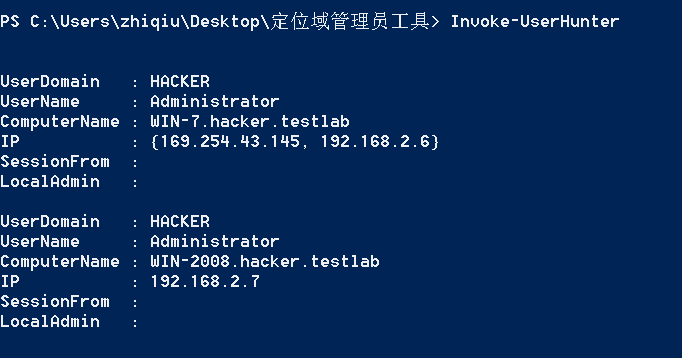 PS C:\Users\zhiqiu\Desktop\定位域管理员工具> Invoke-UserHunter
UserDomain   : HACKER
UserName     : Administrator
ComputerName : WIN-7.hacker.testlab
IP           : {169.254.43.145, 192.168.2.6}
SessionFrom  :
LocalAdmin   :
UserDomain   : HACKER
UserName     : Administrator
ComputerName : WIN-2008.hacker.testlab
IP           : 192.168.2.7
SessionFrom  :
LocalAdmin   :